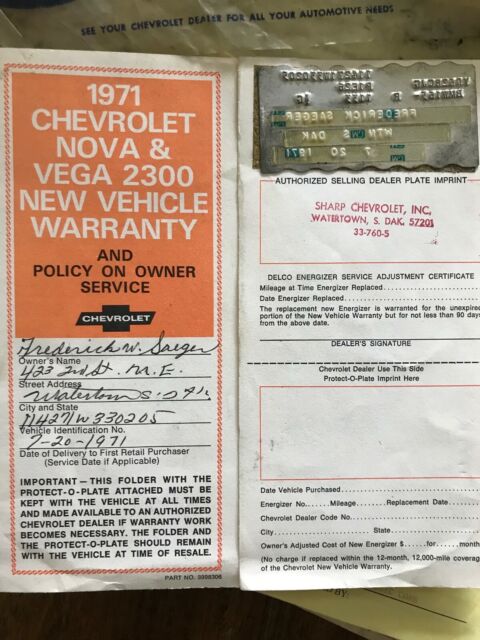 SEE YOUR CHEVROLET DEALER FOR ALL YOUR AUTOMOTIVE NEEDS
1971
CHEVROLET
NOVA &
VEGA 2300
NEW VEHICLE
WARRANTY
AND
POLICY ON OWNER
SERVICE
CHEVROLET
Frederick W. Saeger
Owner's Name
423 2nd St. N.E.
Street Address
Watertown S.
City and State
11427/W330205
Vehicle Identification No.
7-20-1971
Date of Delivery to First Retail Purchaser
(Service Date if Applicable)
IMPORTANT — THIS FOLDER WITH THE
PROTECT-O-PLATE ATTACHED MUST BE
KEPT WITH THE VEHICLE AT ALL TIMES
AND MADE AVAILABLE TO AN AUTHORIZED
CHEVROLET DEALER IF WARRANTY WORK
BECOMES NECESSARY. THE FOLDER AND
THE PROTECT-O-PLATE SHOULD REMAIN
WITH THE VEHICLE AT TIME OF RESALE.
PART NO. 9998306
FREDERICK SAEGER
WTN S DAK
7 20 1971
AUTHORIZED SELLING DEALER PLATE IMPRINT
SHARP CHEVROLET, INC.
WATERTOWN, S. DAK. 57201
33-760-5
DELCO ENERGIZER SERVICE ADJUSTMENT CERTIFICATE
Mileage at Time Energizer Replaced
Date Energizer Replaced
The replacement new Energizer is warranted for the unexpired
portion of the New Vehicle Warranty but for not less than 90 days
from the above date.
DEALER'S SIGNATURE
Chevrolet Dealer Use This Side
Protect-O-Plate Imprint Here
Date Vehicle Purchased
Energizer No. Mileage Replacement Date
Chevrolet Dealer Code No.
City State
Owner's Adjusted Cost of New Energizer $ for month
(No charge if replaced within the 12-month, 12,000-mile coverage
of the Chevrolet New Vehicle Warranty.